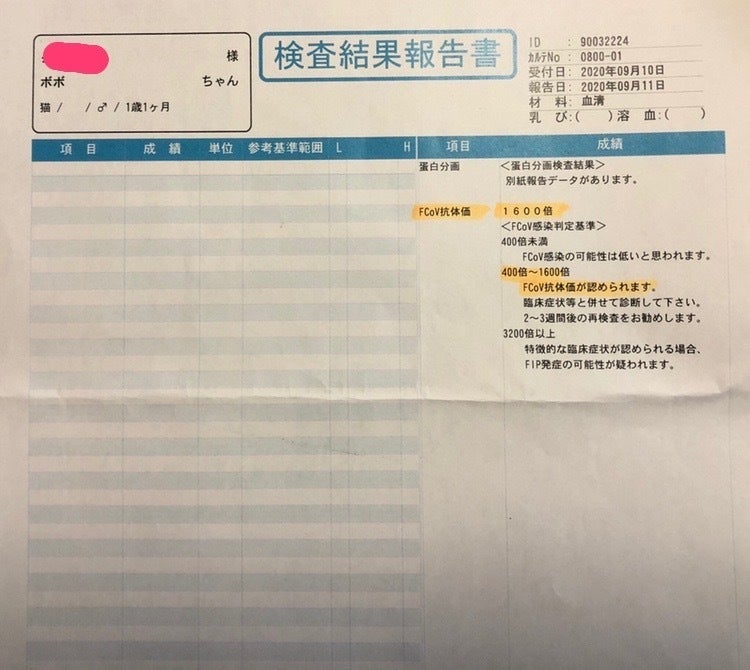 検査結果報告書
様
ボボ ちゃん
猫 / / ♂ / 1歳1ヶ月
ID : 90032224
ｶﾙﾃNo : 0800-01
受付日: 2020年09月10日
報告日: 2020年09月11日
材 料: 血清
乳 び:( ) 溶 血:( )
項 目 成 績 単位 参考基準範囲 L H 項目 成績
蛋白分画 ＜蛋白分画検査結果＞
別紙報告データがあります。
FCoV抗体価 １６００倍
＜FCoV感染判定基準＞
400倍未満
FCoV感染の可能性は低いと思われます。
400倍～1600倍
FCoV抗体価が認められます。
臨床症状等と併せて診断して下さい。
2～3週間後の再検査をお勧めします。
3200倍以上
特徴的な臨床症状が認められる場合、
FIP発症の可能性が疑われます。